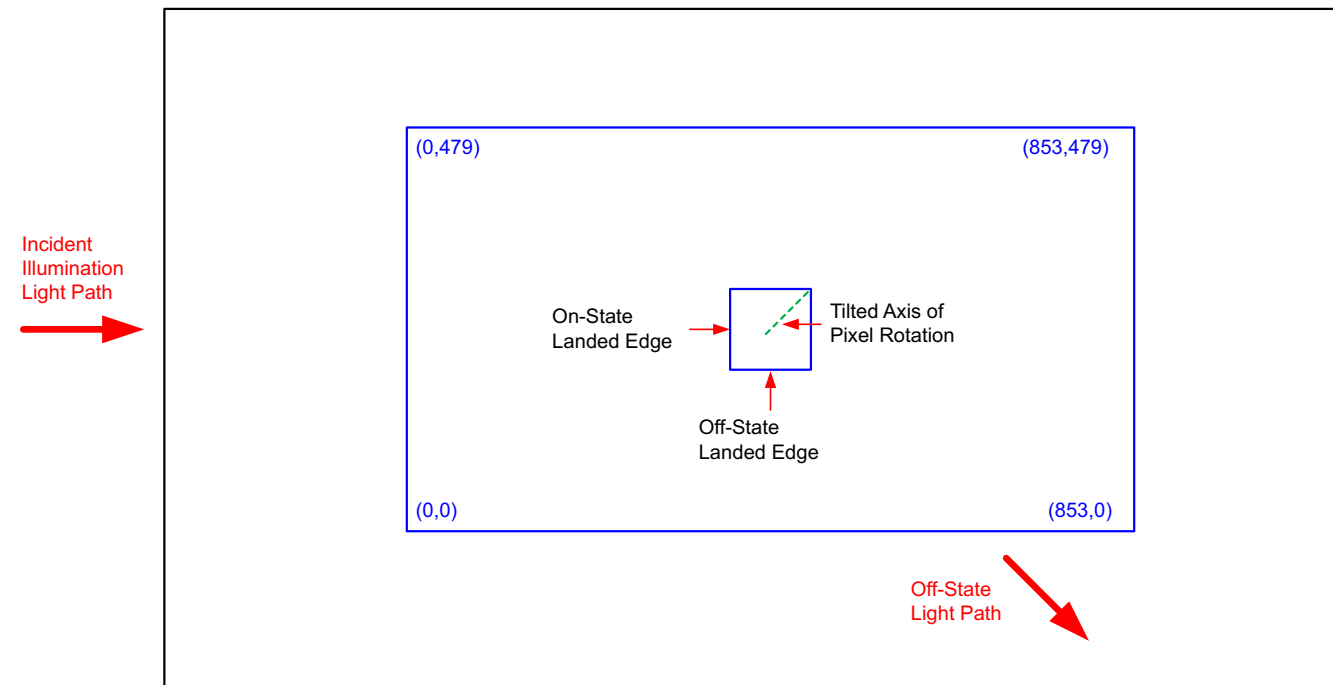 (0,479)
(853,479)
Incident
Illumination
Light Path
On-State
Landed Edge
Tilted Axis of
Pixel Rotation
Off-State
Landed Edge
(0,0)
(853,0)
Off-State
Light Path